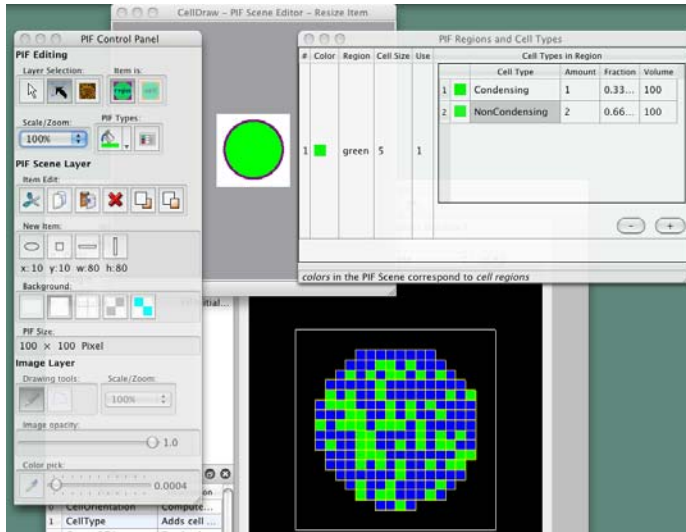 CellDraw – PIF Scene Editor – Resize Item
PIF Control Panel
PIF Editing
Layer Selection:
Item is:
Scale/Zoom:
PIF Types:
100%
PIF Scene Layer
Item Edit:
New Item:
x: 10 y: 10 w: 80 h: 80
Background:
PIF Size:
100 × 100 Pixel
Image Layer
Drawing tools:
Scale/Zoom:
100%
Image opacity:
1.0
Color pick:
0.0004
PIF Regions and Cell Types
# Color Region Cell Size Use
Cell Types in Region
Cell Type Amount Fraction Volume
1 Condensing 1 0.33... 100
2 NonCondensing 2 0.66... 100
1 green 5 1
- +
colors in the PIF Scene correspond to cell regions
nitial...
0 CellOrientation Compute...
1 CellType Adds cell ...